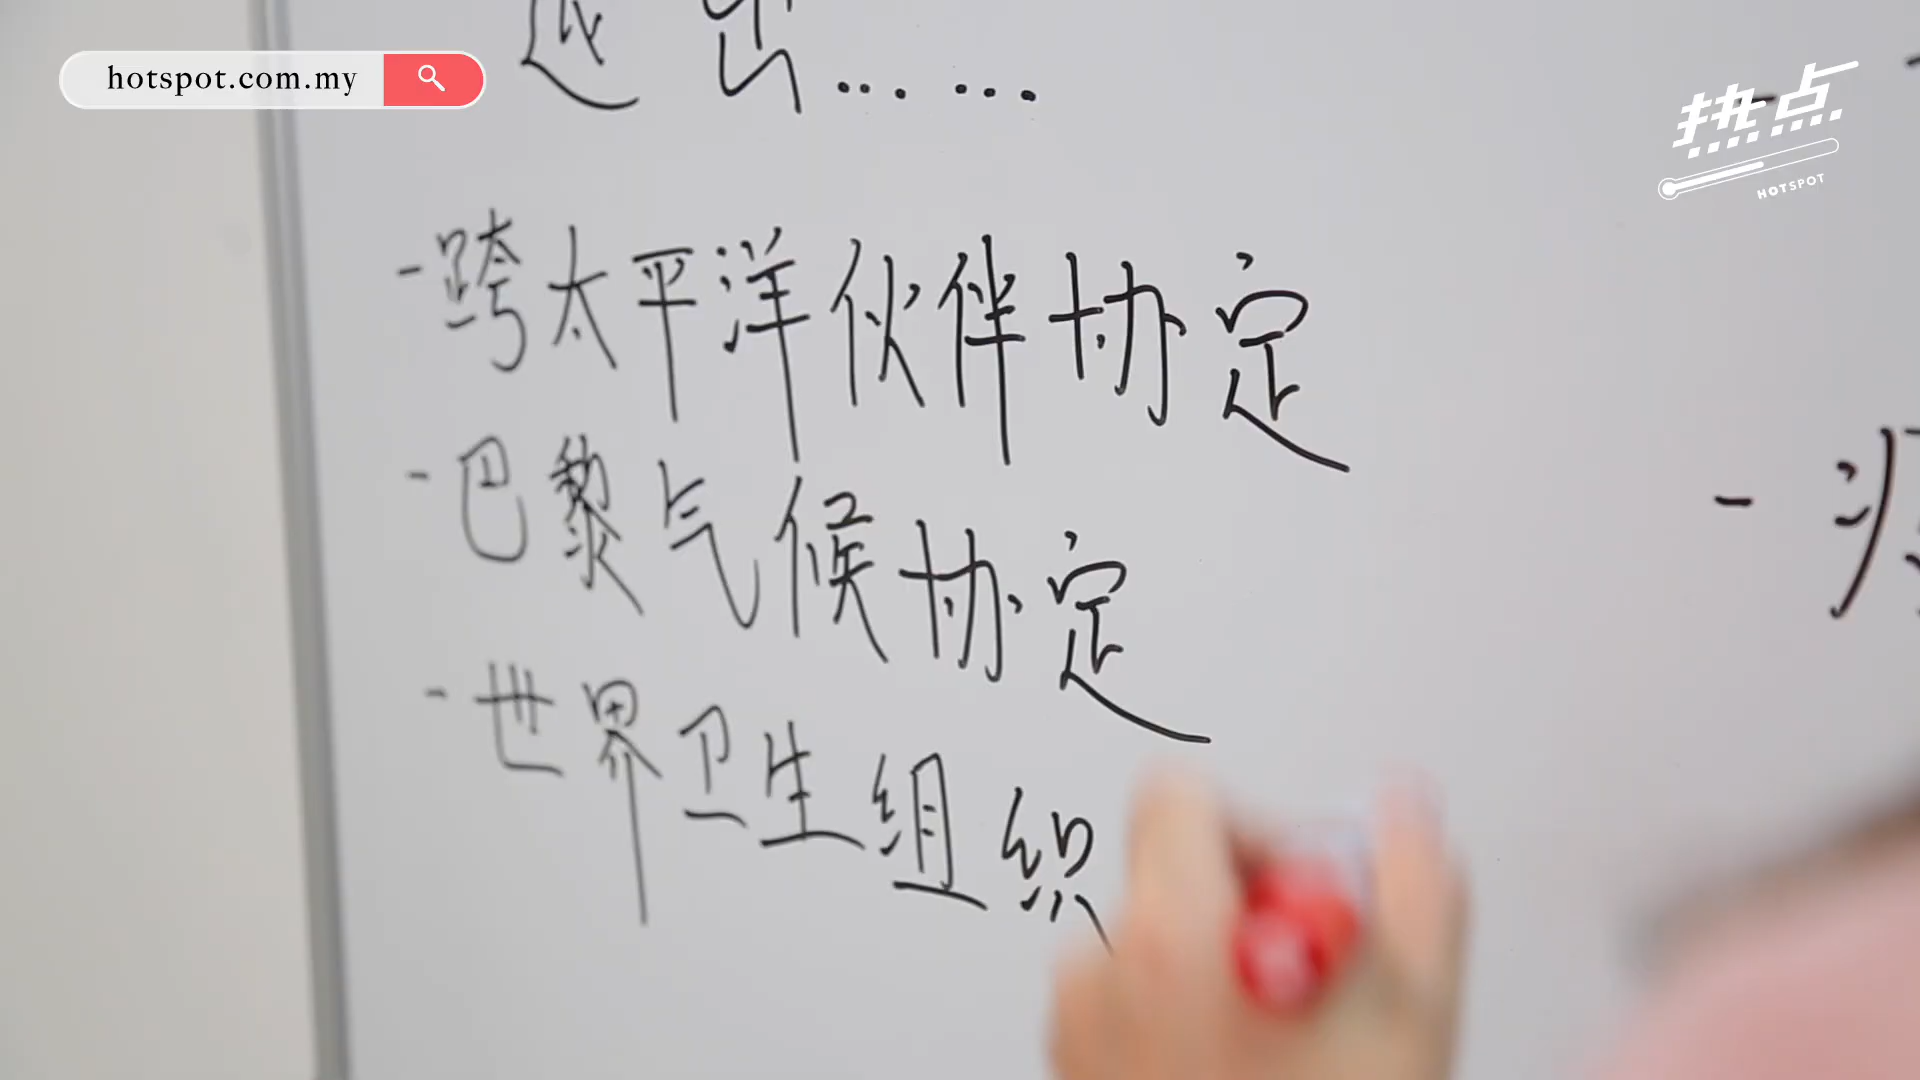 hotspot.com.my
热点
HOTSPOT
退出... ...
- 跨太平洋伙伴协定
- 巴黎气候协定
- 世界卫生组织